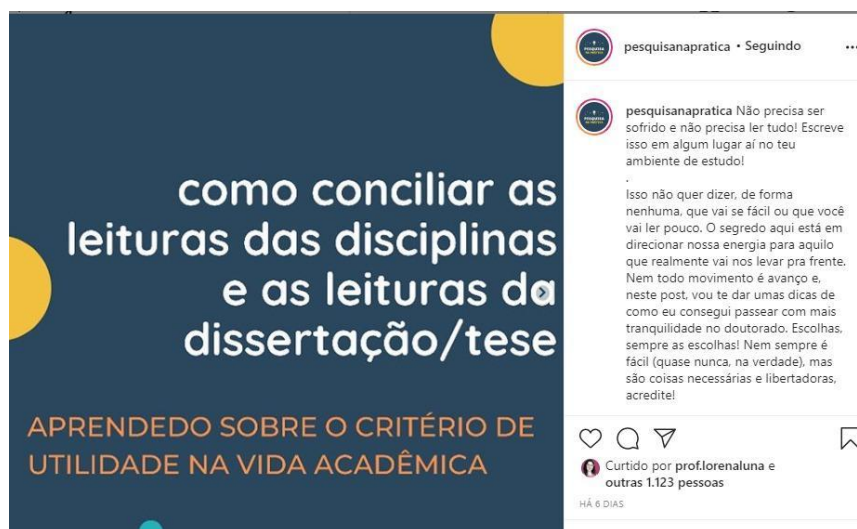 como conciliar as
leituras das disciplinas
e as leituras da
dissertação/tese
APRENDEDO SOBRE O CRITÉRIO DE
UTILIDADE NA VIDA ACADÊMICA
pesquisanapratica • Seguindo
pesquisanapratica Não precisa ser
sofrido e não precisa ler tudo! Escreve
isso em algum lugar aí no teu
ambiente de estudo!
.
Isso não quer dizer, de forma
nenhuma, que vai se fácil ou que você
vai ler pouco. O segredo aqui está em
direcionar nossa energia para aquilo
que realmente vai nos levar pra frente.
Nem todo movimento é avanço e,
neste post, vou te dar umas dicas de
como eu consegui passear com mais
tranquilidade no doutorado. Escolhas,
sempre as escolhas! Nem sempre é
fácil (quase nunca, na verdade), mas
são coisas necessárias e libertadoras,
acredite!
Curtido por prof.lorenaluna e
outras 1.123 pessoas
HÁ 6 DIAS